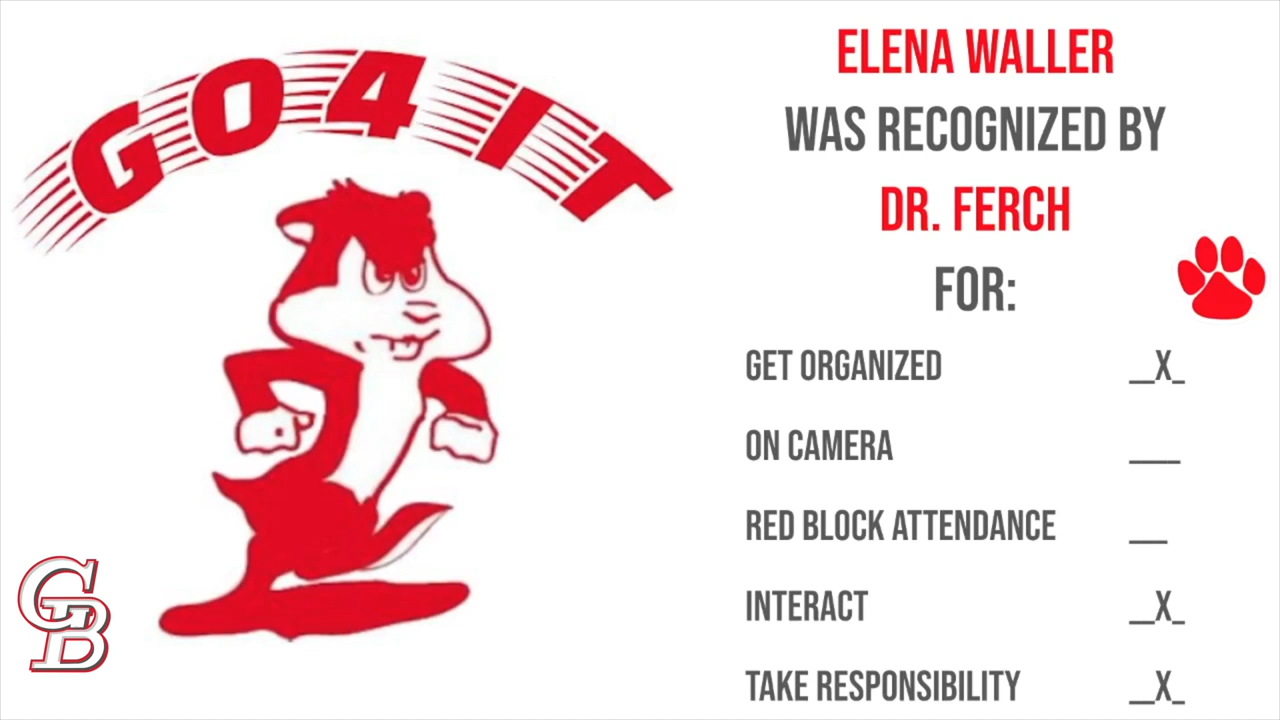 GO4IT
ELENA WALLER
WAS RECOGNIZED BY
DR. FERCH
FOR:
GET ORGANIZED __X_
ON CAMERA ____
RED BLOCK ATTENDANCE ___
INTERACT __X_
TAKE RESPONSIBILITY __X_
GB